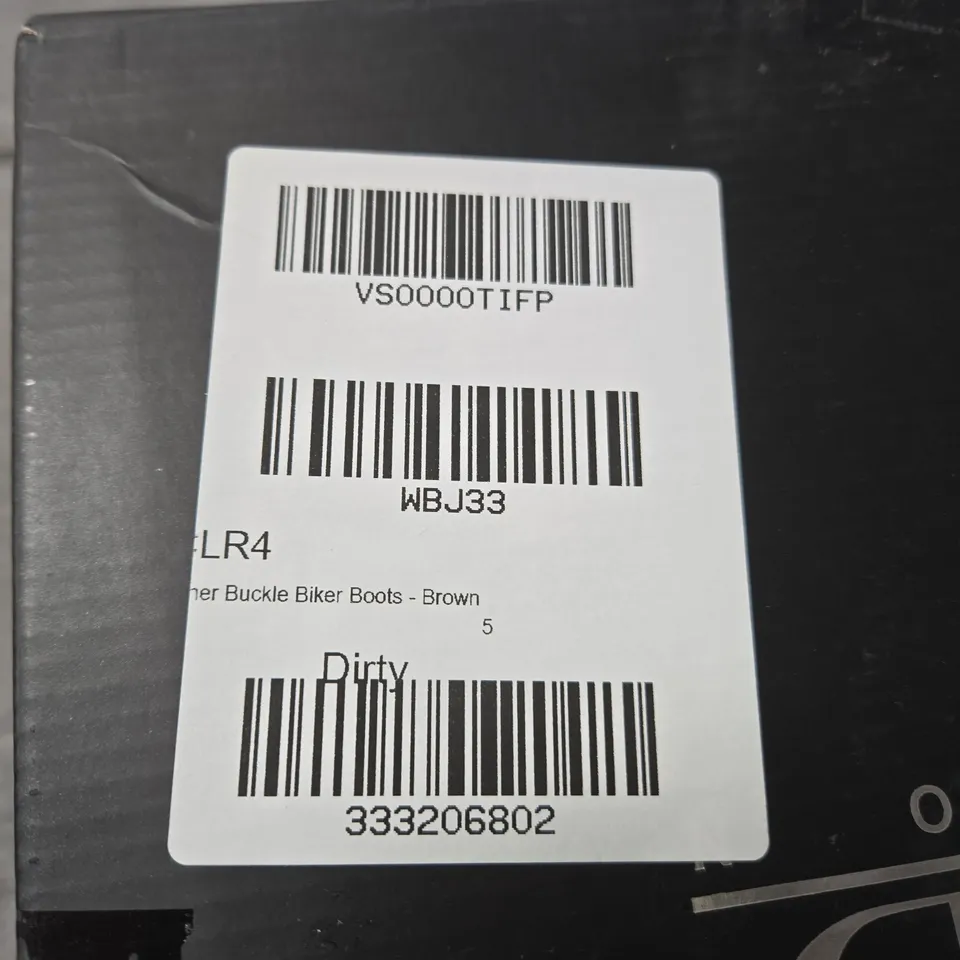 VS0000TIFP
WBJ33
LR4
her Buckle Biker Boots - Brown
5
Dirty
333206802